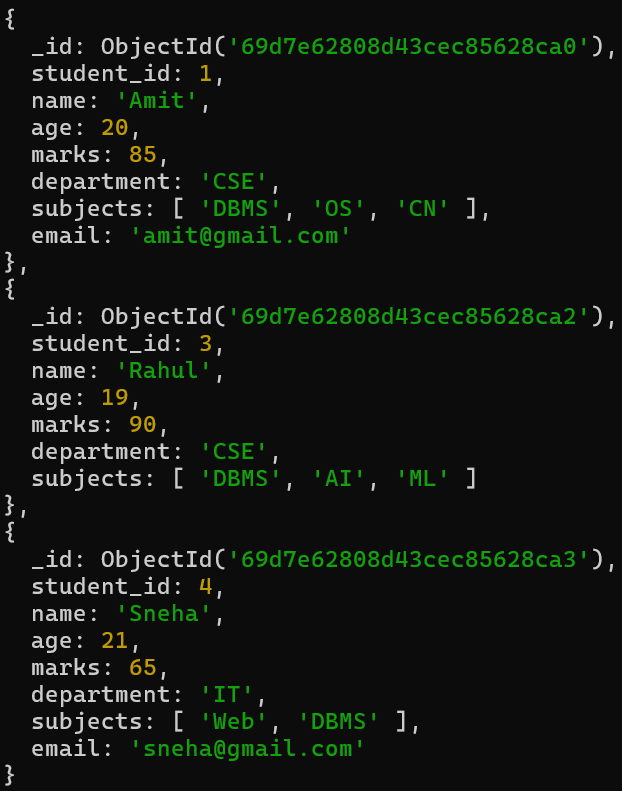 {
  _id: ObjectId('69d7e62808d43cec85628ca0'),
  student_id: 1,
  name: 'Amit',
  age: 20,
  marks: 85,
  department: 'CSE',
  subjects: [ 'DBMS', 'OS', 'CN' ],
  email: 'amit@gmail.com'
},
{
  _id: ObjectId('69d7e62808d43cec85628ca2'),
  student_id: 3,
  name: 'Rahul',
  age: 19,
  marks: 90,
  department: 'CSE',
  subjects: [ 'DBMS', 'AI', 'ML' ]
},
{
  _id: ObjectId('69d7e62808d43cec85628ca3'),
  student_id: 4,
  name: 'Sneha',
  age: 21,
  marks: 65,
  department: 'IT',
  subjects: [ 'Web', 'DBMS' ],
  email: 'sneha@gmail.com'
}